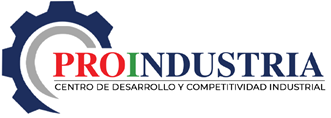 PROINDUSTRIA
CENTRO DE DESARROLLO Y COMPETITIVIDAD INDUSTRIAL